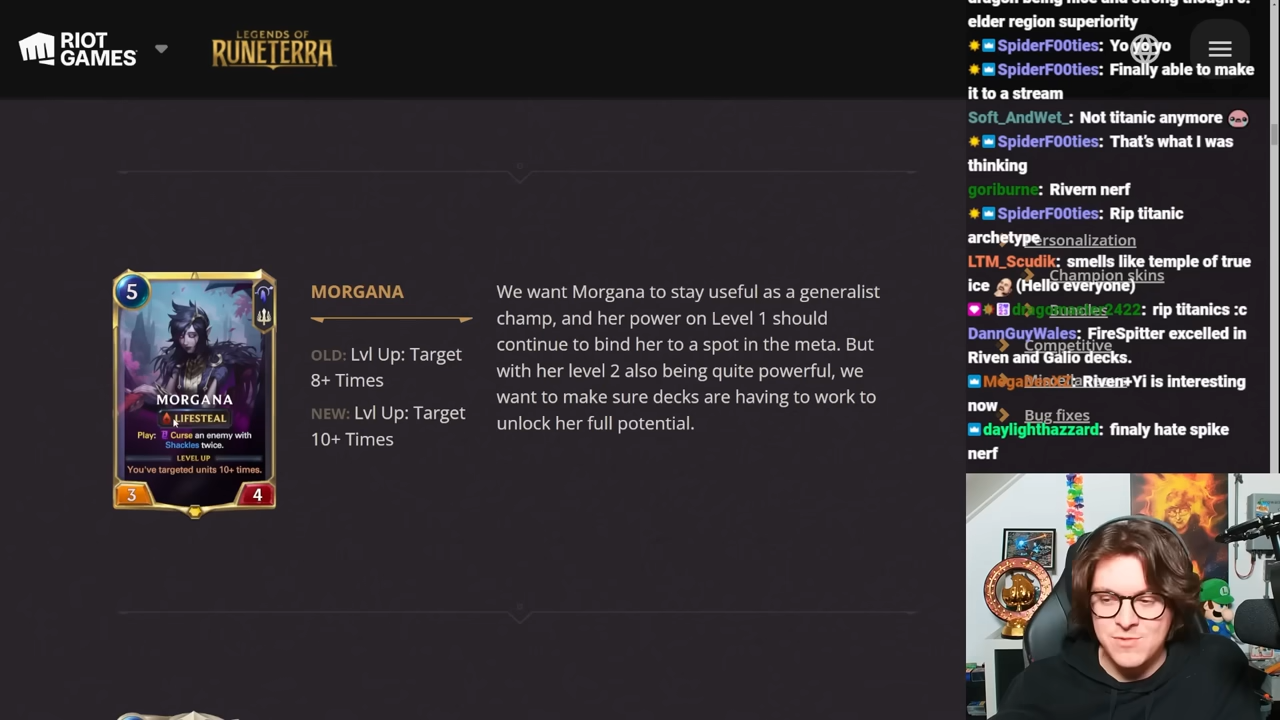 RIOT
GAMES
LEGENDS OF
RUNETERRA
5
MORGANA
LIFESTEAL
Play: Curse an enemy with
Shackles twice.
LEVEL UP
You've targeted units 10+ times.
3
4
MORGANA
OLD: Lvl Up: Target
8+ Times
NEW: Lvl Up: Target
10+ Times
We want Morgana to stay useful as a generalist
champ, and her power on Level 1 should
continue to bind her to a spot in the meta. But
with her level 2 also being quite powerful, we
want to make sure decks are having to work to
unlock her full potential.
elder region superiority
SpiderF00ties: Yo yo yo
SpiderF00ties: Finally able to make
it to a stream
Soft_AndWet_: Not titanic anymore
SpiderF00ties: That's what I was
thinking
goriburne: Rivern nerf
SpiderF00ties: Rip titanic
archetype
Personalization
LTM_Scudik: smells like temple of true
Champion skins
ice (Hello everyone)
Bundles
2422: rip titanics :c
DannGuyWales: FireSpitter excelled in
Competitive
Riven and Galio decks.
Riven+Yi is interesting
now
Bug fixes
daylighthazzard: finaly hate spike
nerf